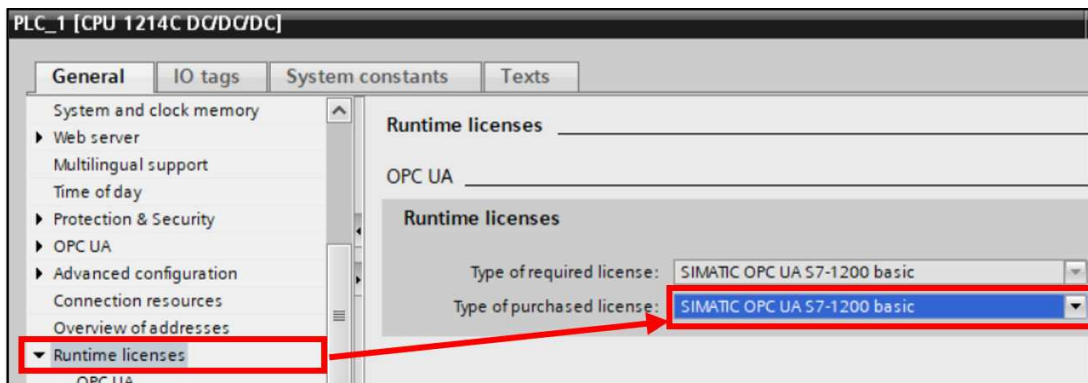 PLC_1 [CPU 1214C DC/DC/DC]
General IO tags System constants Texts
System and clock memory
Web server
Multilingual support
Time of day
Protection & Security
OPC UA
Advanced configuration
Connection resources
Overview of addresses
Runtime licenses
OPC UA
Runtime licenses
OPC UA
Runtime licenses
Type of required license: SIMATIC OPC UA S7-1200 basic
Type of purchased license: SIMATIC OPC UA S7-1200 basic